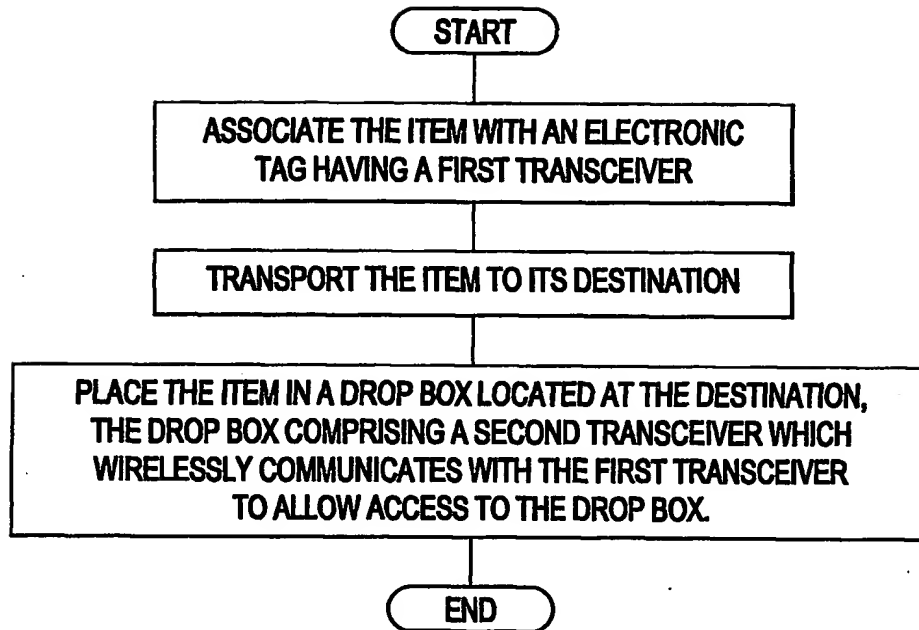 START
ASSOCIATE THE ITEM WITH AN ELECTRONIC
TAG HAVING A FIRST TRANSCEIVER
TRANSPORT THE ITEM TO ITS DESTINATION
PLACE THE ITEM IN A DROP BOX LOCATED AT THE DESTINATION,
THE DROP BOX COMPRISING A SECOND TRANSCEIVER WHICH
WIRELESSLY COMMUNICATES WITH THE FIRST TRANSCEIVER
TO ALLOW ACCESS TO THE DROP BOX.
END